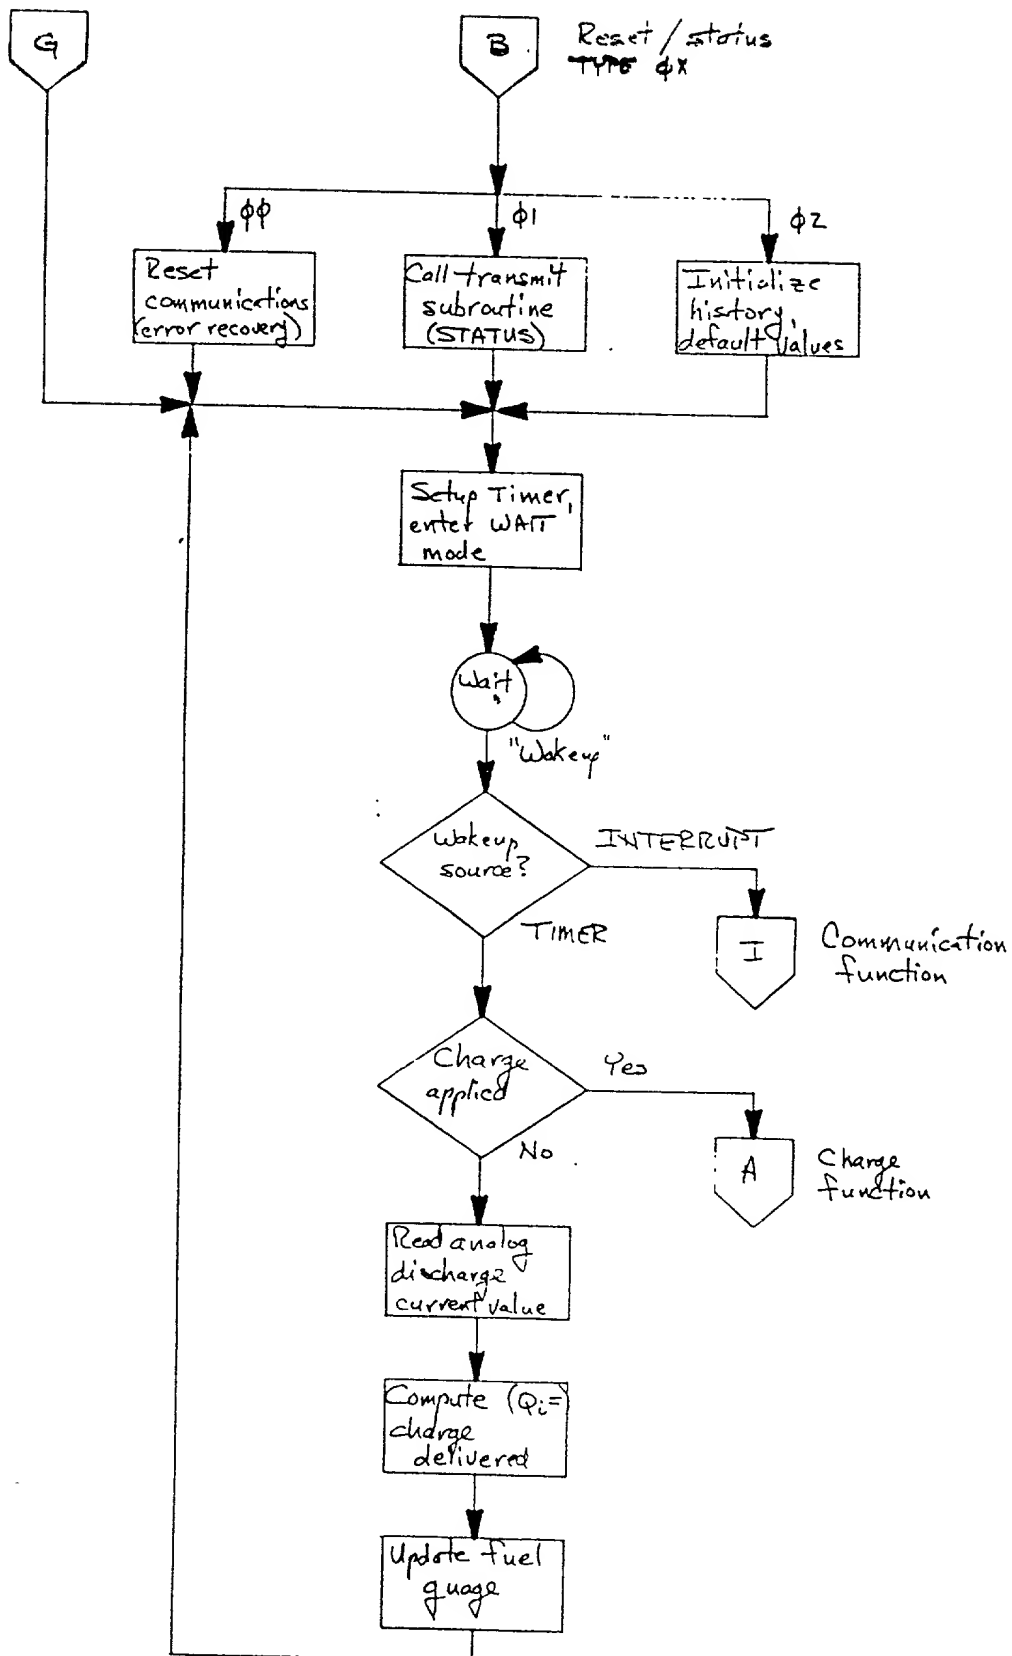 G
B
Reset / status
TYPE φX
φφ
φ1
φ2
Reset
communications
(error recovery)
Call transmit
subroutine
(STATUS)
Initialize
hisitory,
default values
Setup Timer,
enter WAIT
mode
Wait
"Wakeup"
Wakeup
source?
INTERRUPT
TIMER
I
Communication
function
Charge
applied
Yes
No
A
Charge
function
Read analog
discharge
current value
Compute (Qi=)
charge
delivered
Update fuel
guage